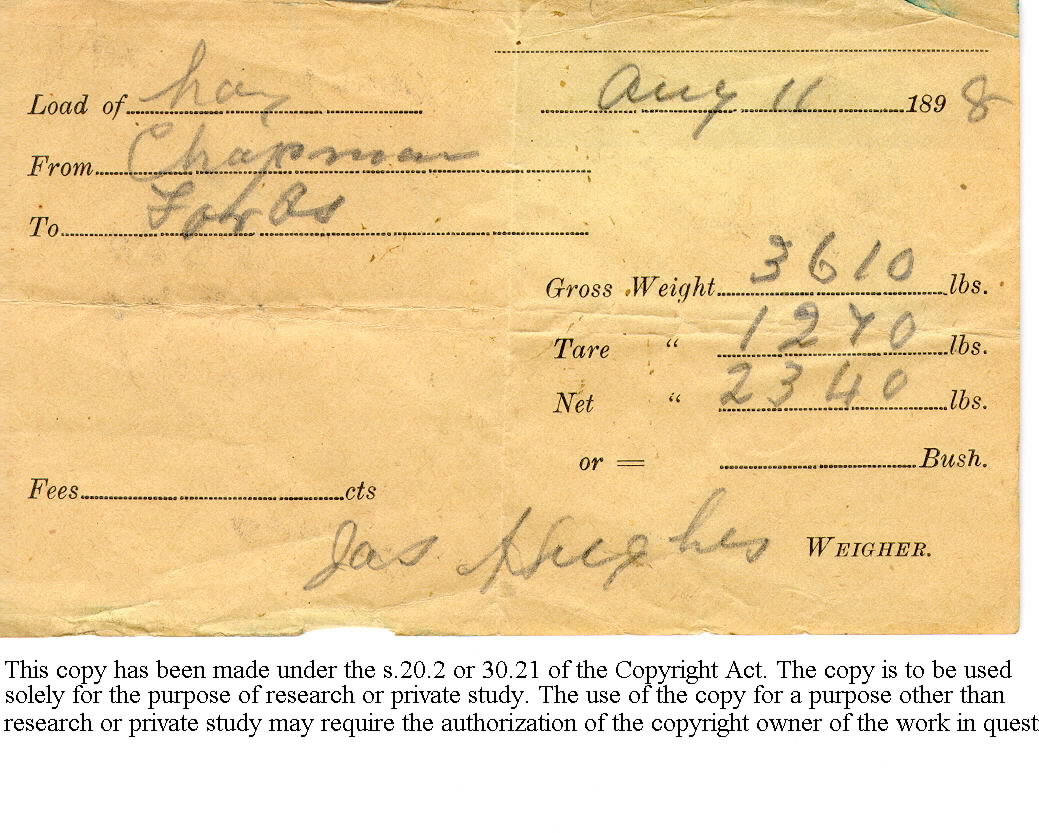 Load of hay Aug 11 1898
From Chapman
To
Gross Weight 3610 lbs.
Tare “ 1270 lbs.
Net “ 2340 lbs.
or = Bush.
Fees cts
Jas Hughes WEIGHER.
This copy has been made under the s.20.2 or 30.21 of the Copyright Act. The copy is to be used
solely for the purpose of research or private study. The use of the copy for a purpose other than
research or private study may require the authorization of the copyright owner of the work in quest